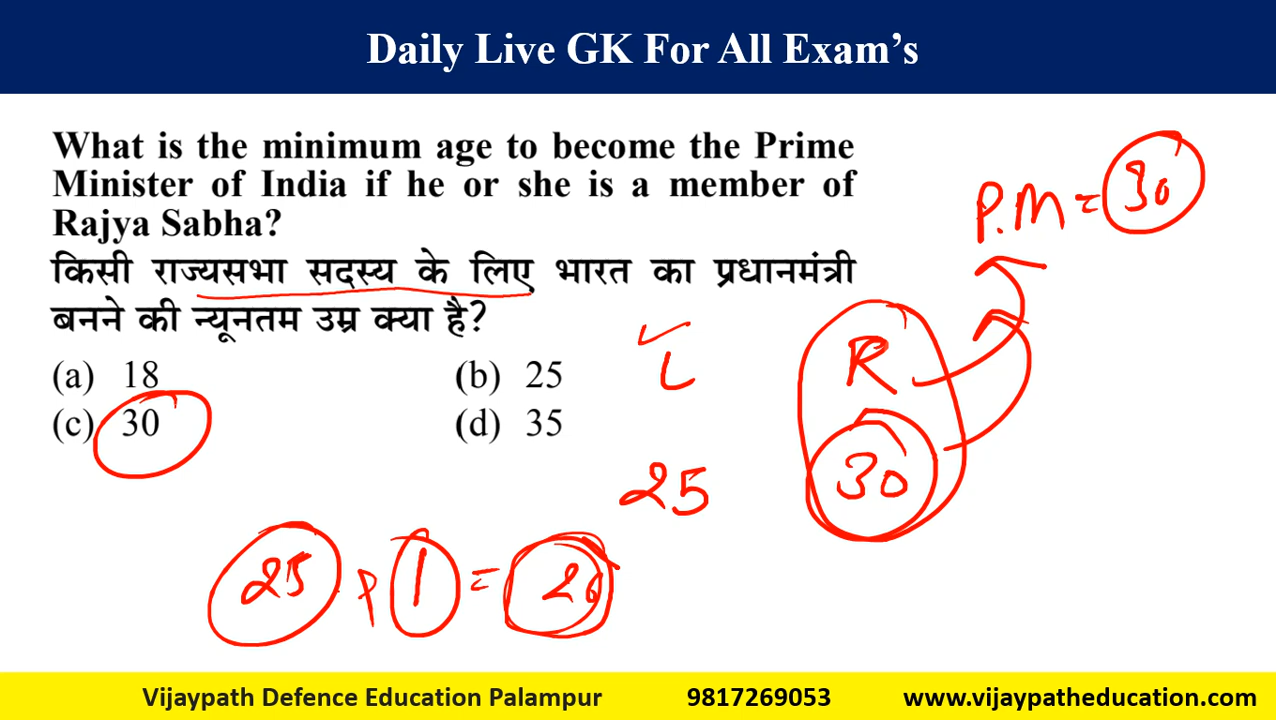 Daily Live GK For All Exam’s
What is the minimum age to become the Prime
Minister of India if he or she is a member of
Rajya Sabha?
किसी राज्यसभा सदस्य के लिए भारत का प्रधानमंत्री
बनने की न्यूनतम उम्र क्या है?
(a) 18 (b) 25
(c) 30 (d) 35
P.M = 30
L R
25 30
25 1 = 26
Vijaypath Defence Education Palampur 9817269053 www.vijaypatheducation.com